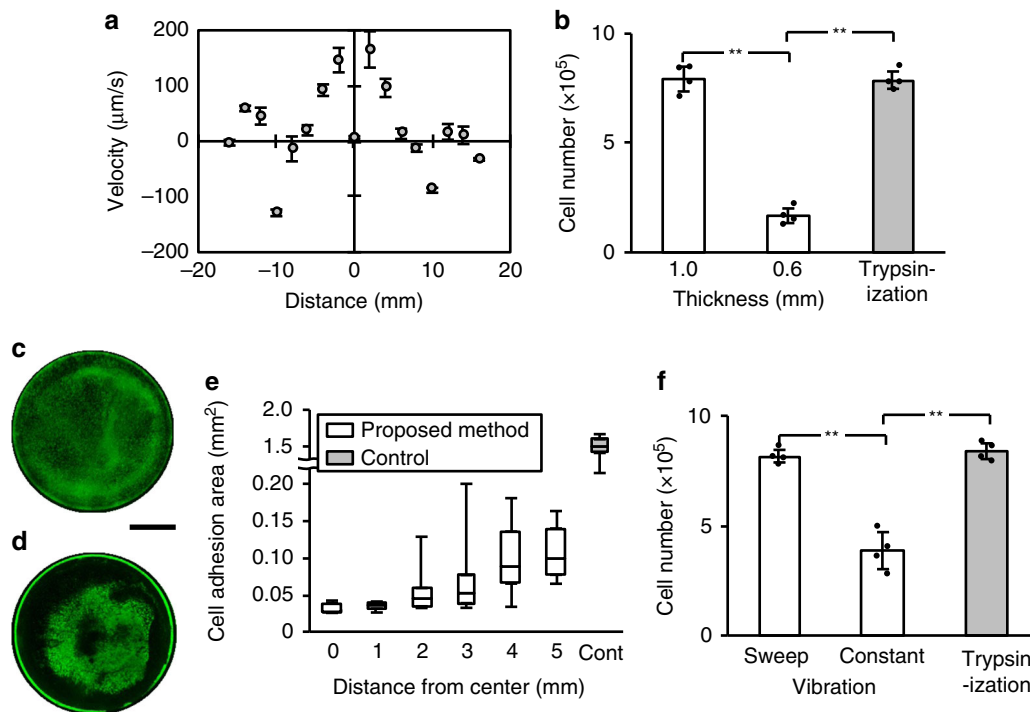 a
200
100
0
−100
−200
−20
−10
0
10
20
Velocity (μm/s)
Distance (mm)
b
10
5
0
**
**
Cell number (×10⁵)
1.0
0.6
Trypsin-
ization
Thickness (mm)
c
d
e
2.0
1.5
0.20
0.15
0.10
0.05
0
Cell adhesion area (mm²)
Proposed method
Control
0
1
2
3
4
5
Cont
Distance from center (mm)
f
10
5
0
**
**
Cell number (×10⁵)
Sweep
Constant
Trypsin
-ization
Vibration